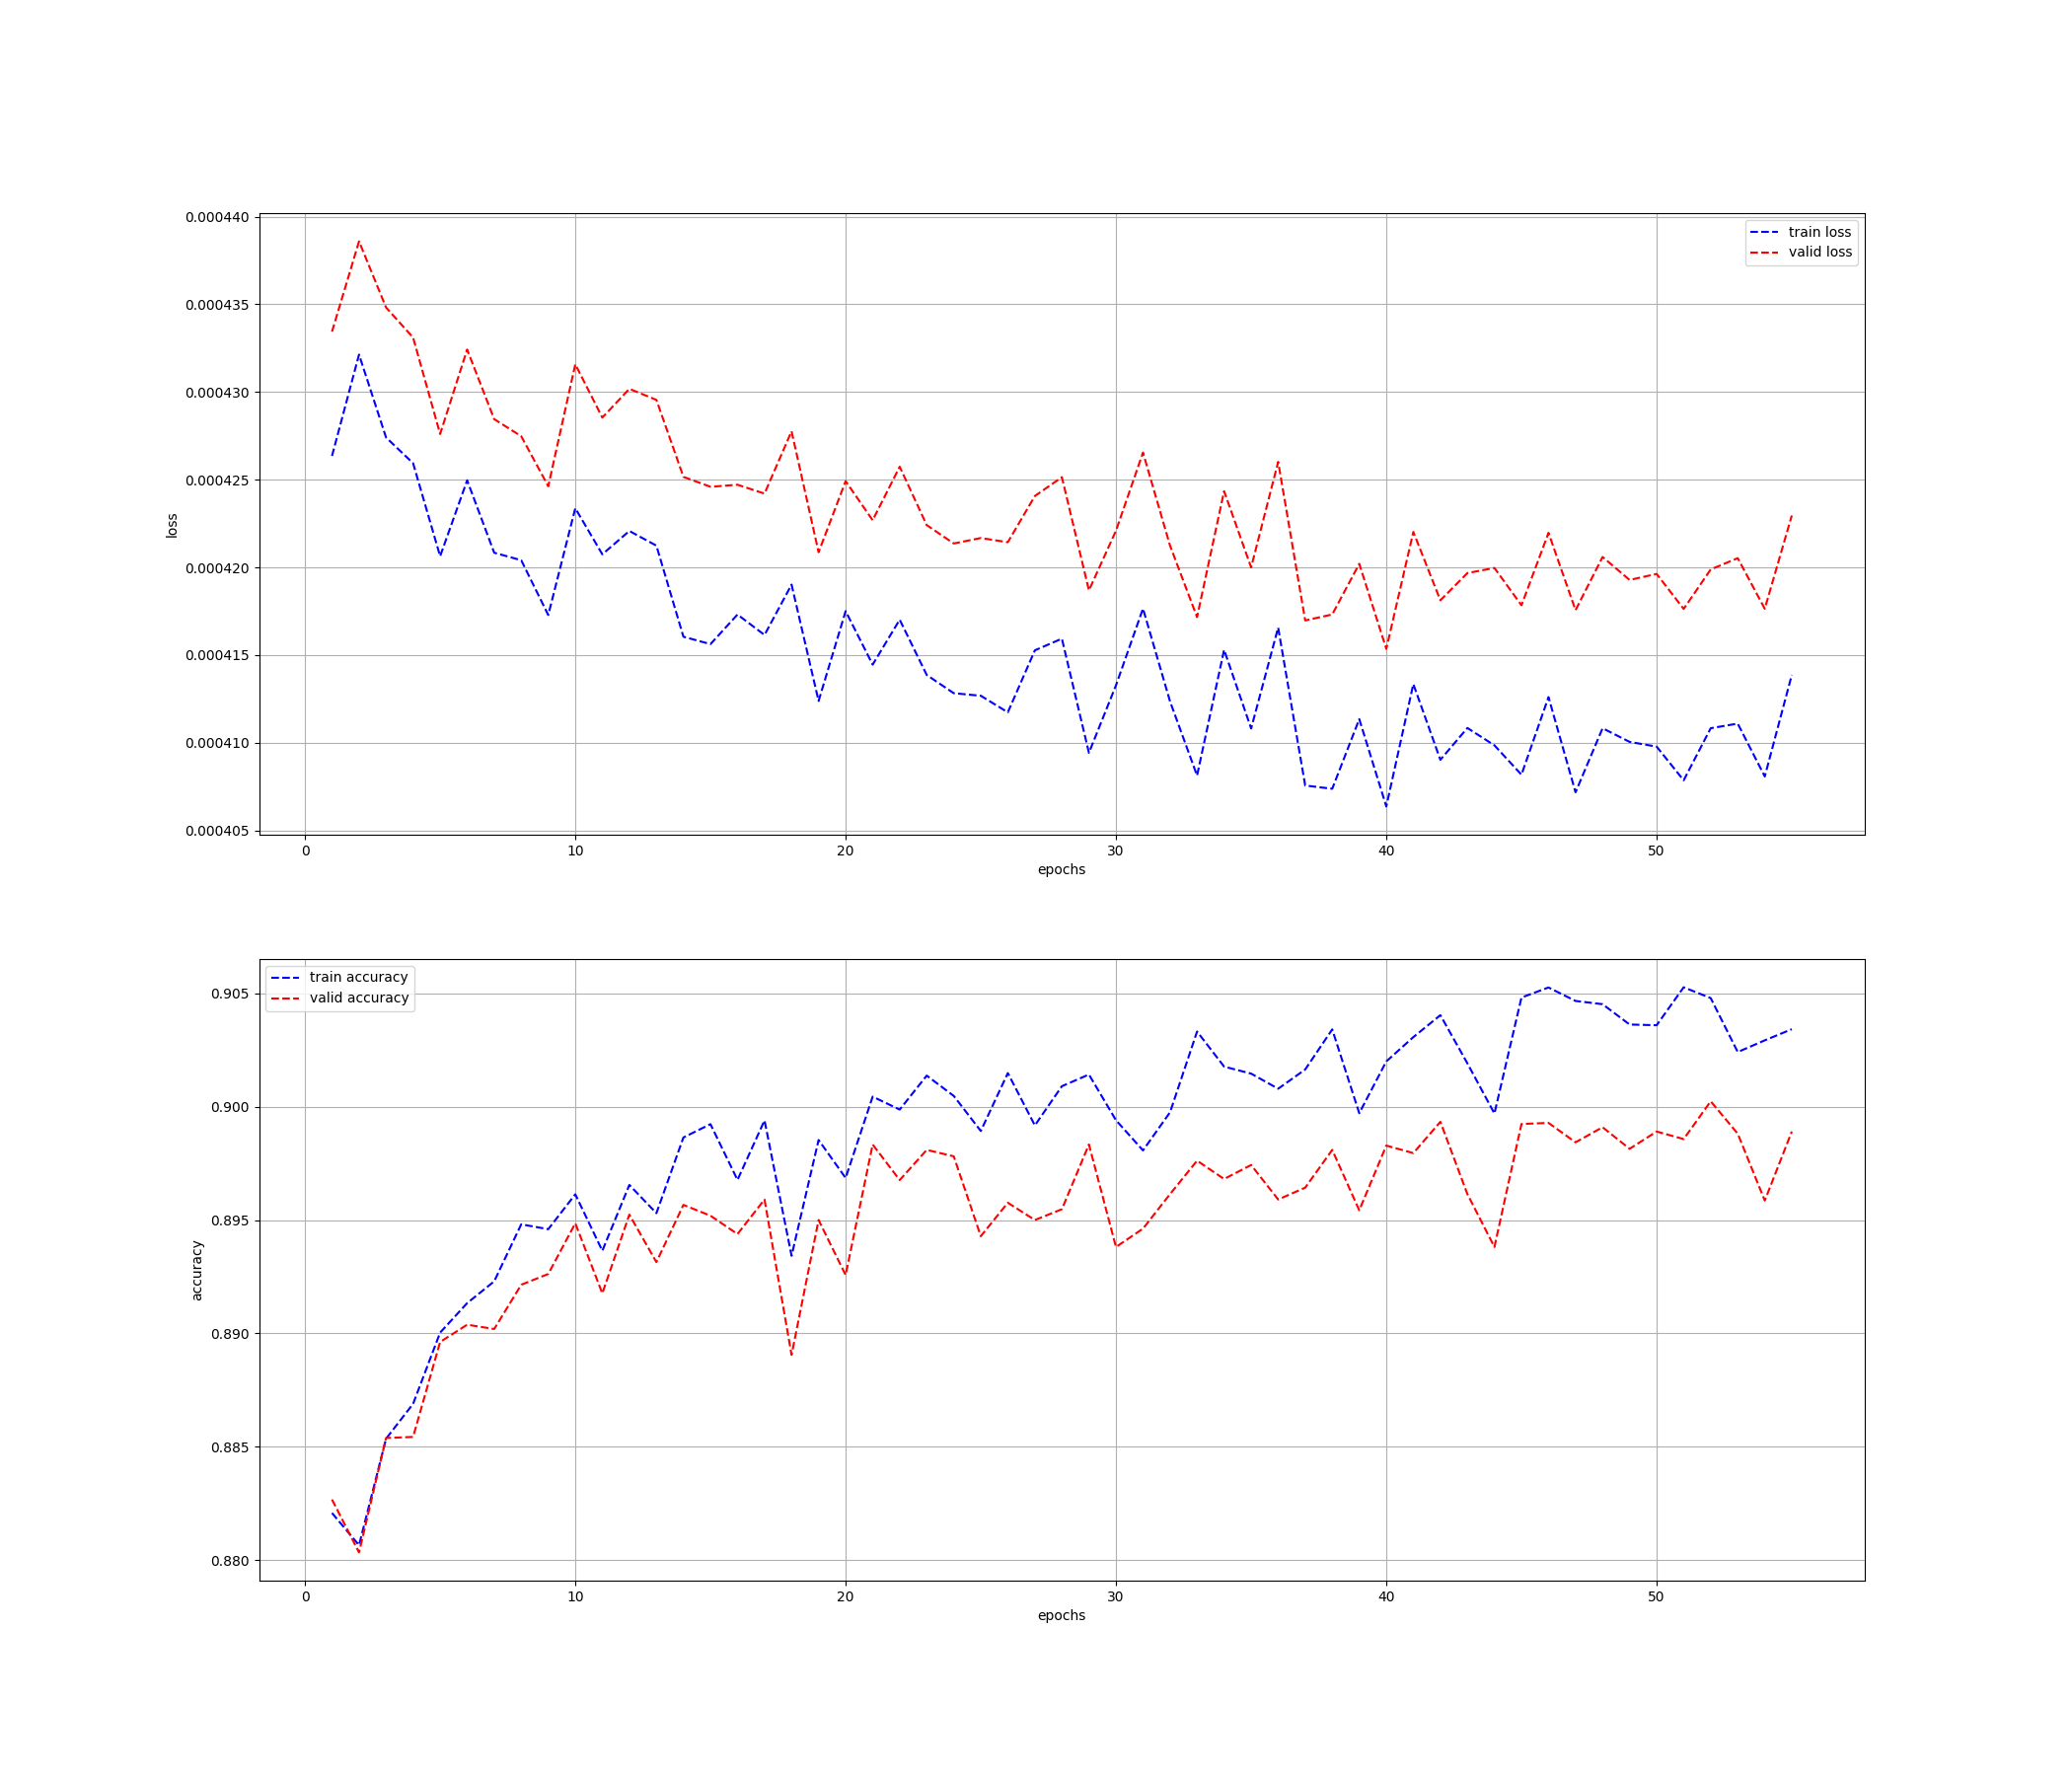 0.000440
0.000435
0.000430
0.000425
0.000420
0.000415
0.000410
0.000405
loss
train loss
valid loss
0 10 20 30 40 50
epochs
train accuracy
valid accuracy
0.905
0.900
0.895
0.890
0.885
0.880
accuracy
0 10 20 30 40 50
epochs